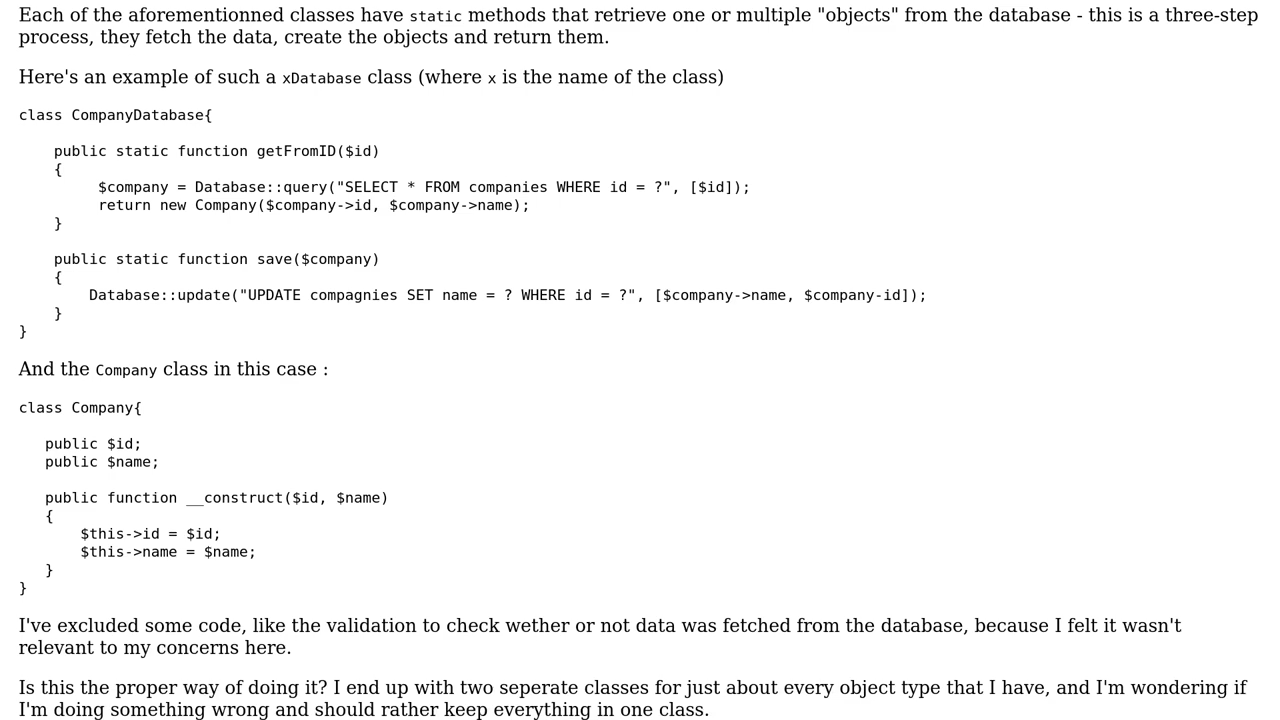 Each of the aforementionned classes have static methods that retrieve one or multiple "objects" from the database - this is a three-step
process, they fetch the data, create the objects and return them.
Here's an example of such a xDatabase class (where x is the name of the class)
class CompanyDatabase{
public static function getFromID($id)
{
$company = Database::query("SELECT * FROM companies WHERE id = ?", [$id]);
return new Company($company->id, $company->name);
}
public static function save($company)
{
Database::update("UPDATE compagnies SET name = ? WHERE id = ?", [$company->name, $company-id]);
}
}
And the Company class in this case :
class Company{
public $id;
public $name;
public function __construct($id, $name)
{
$this->id = $id;
$this->name = $name;
}
}
I've excluded some code, like the validation to check wether or not data was fetched from the database, because I felt it wasn't
relevant to my concerns here.
Is this the proper way of doing it? I end up with two seperate classes for just about every object type that I have, and I'm wondering if
I'm doing something wrong and should rather keep everything in one class.